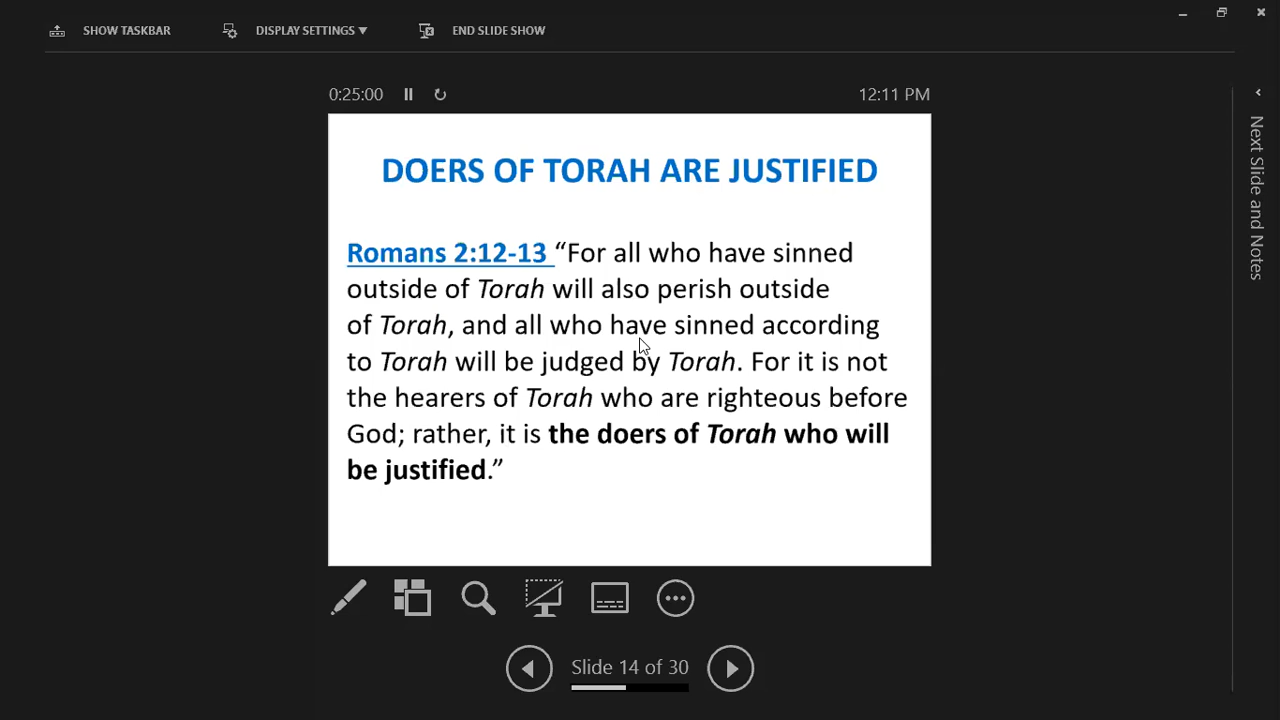 SHOW TASKBAR DISPLAY SETTINGS ▼ END SLIDE SHOW
0:25:00 12:11 PM
DOERS OF TORAH ARE JUSTIFIED
Romans 2:12-13 “For all who have sinned
outside of Torah will also perish outside
of Torah, and all who have sinned according
to Torah will be judged by Torah. For it is not
the hearers of Torah who are righteous before
God; rather, it is the doers of Torah who will
be justified.”
Slide 14 of 30
Next Slide and Notes